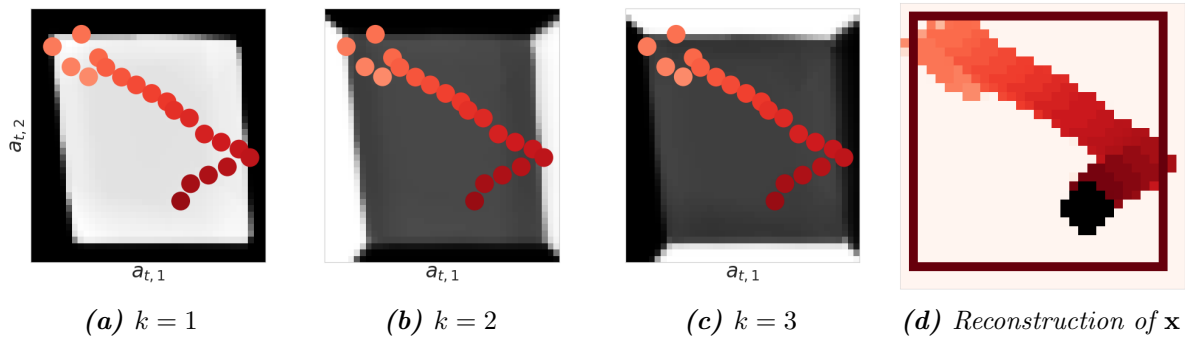 a_{t,2}
a_{t,1}
a_{t,1}
a_{t,1}
(a) k = 1
(b) k = 2
(c) k = 3
(d) Reconstruction of x